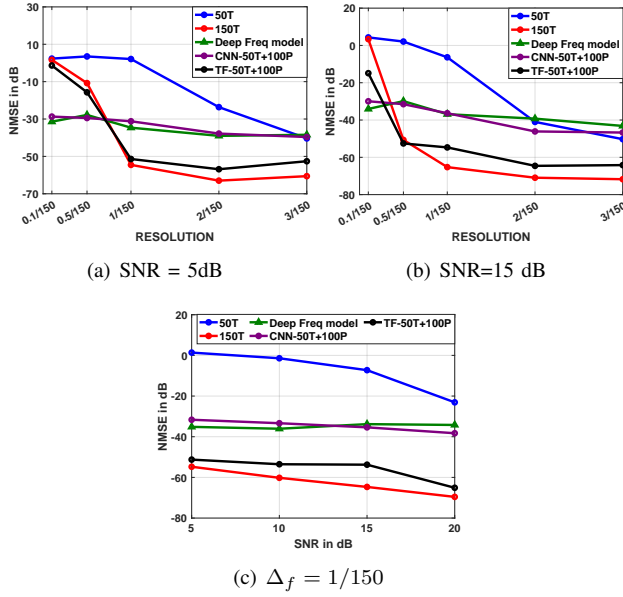 30
10
-10
-30
-50
-70
NMSE in dB
0.1/150
0.5/150
1/150
2/150
3/150
RESOLUTION
50T
150T
Deep Freq model
CNN-50T+100P
TF-50T+100P
(a) SNR = 5dB
20
0
-20
-40
-60
-80
NMSE in dB
0.1/150
0.5/150
1/150
2/150
3/150
RESOLUTION
50T
150T
Deep Freq model
CNN-50T+100P
TF-50T+100P
(b) SNR=15 dB
50T
Deep Freq model
TF-50T+100P
150T
CNN-50T+100P
20
0
-20
-40
-60
-80
NMSE in dB
5
10
15
20
SNR in dB
(c) Δf = 1/150